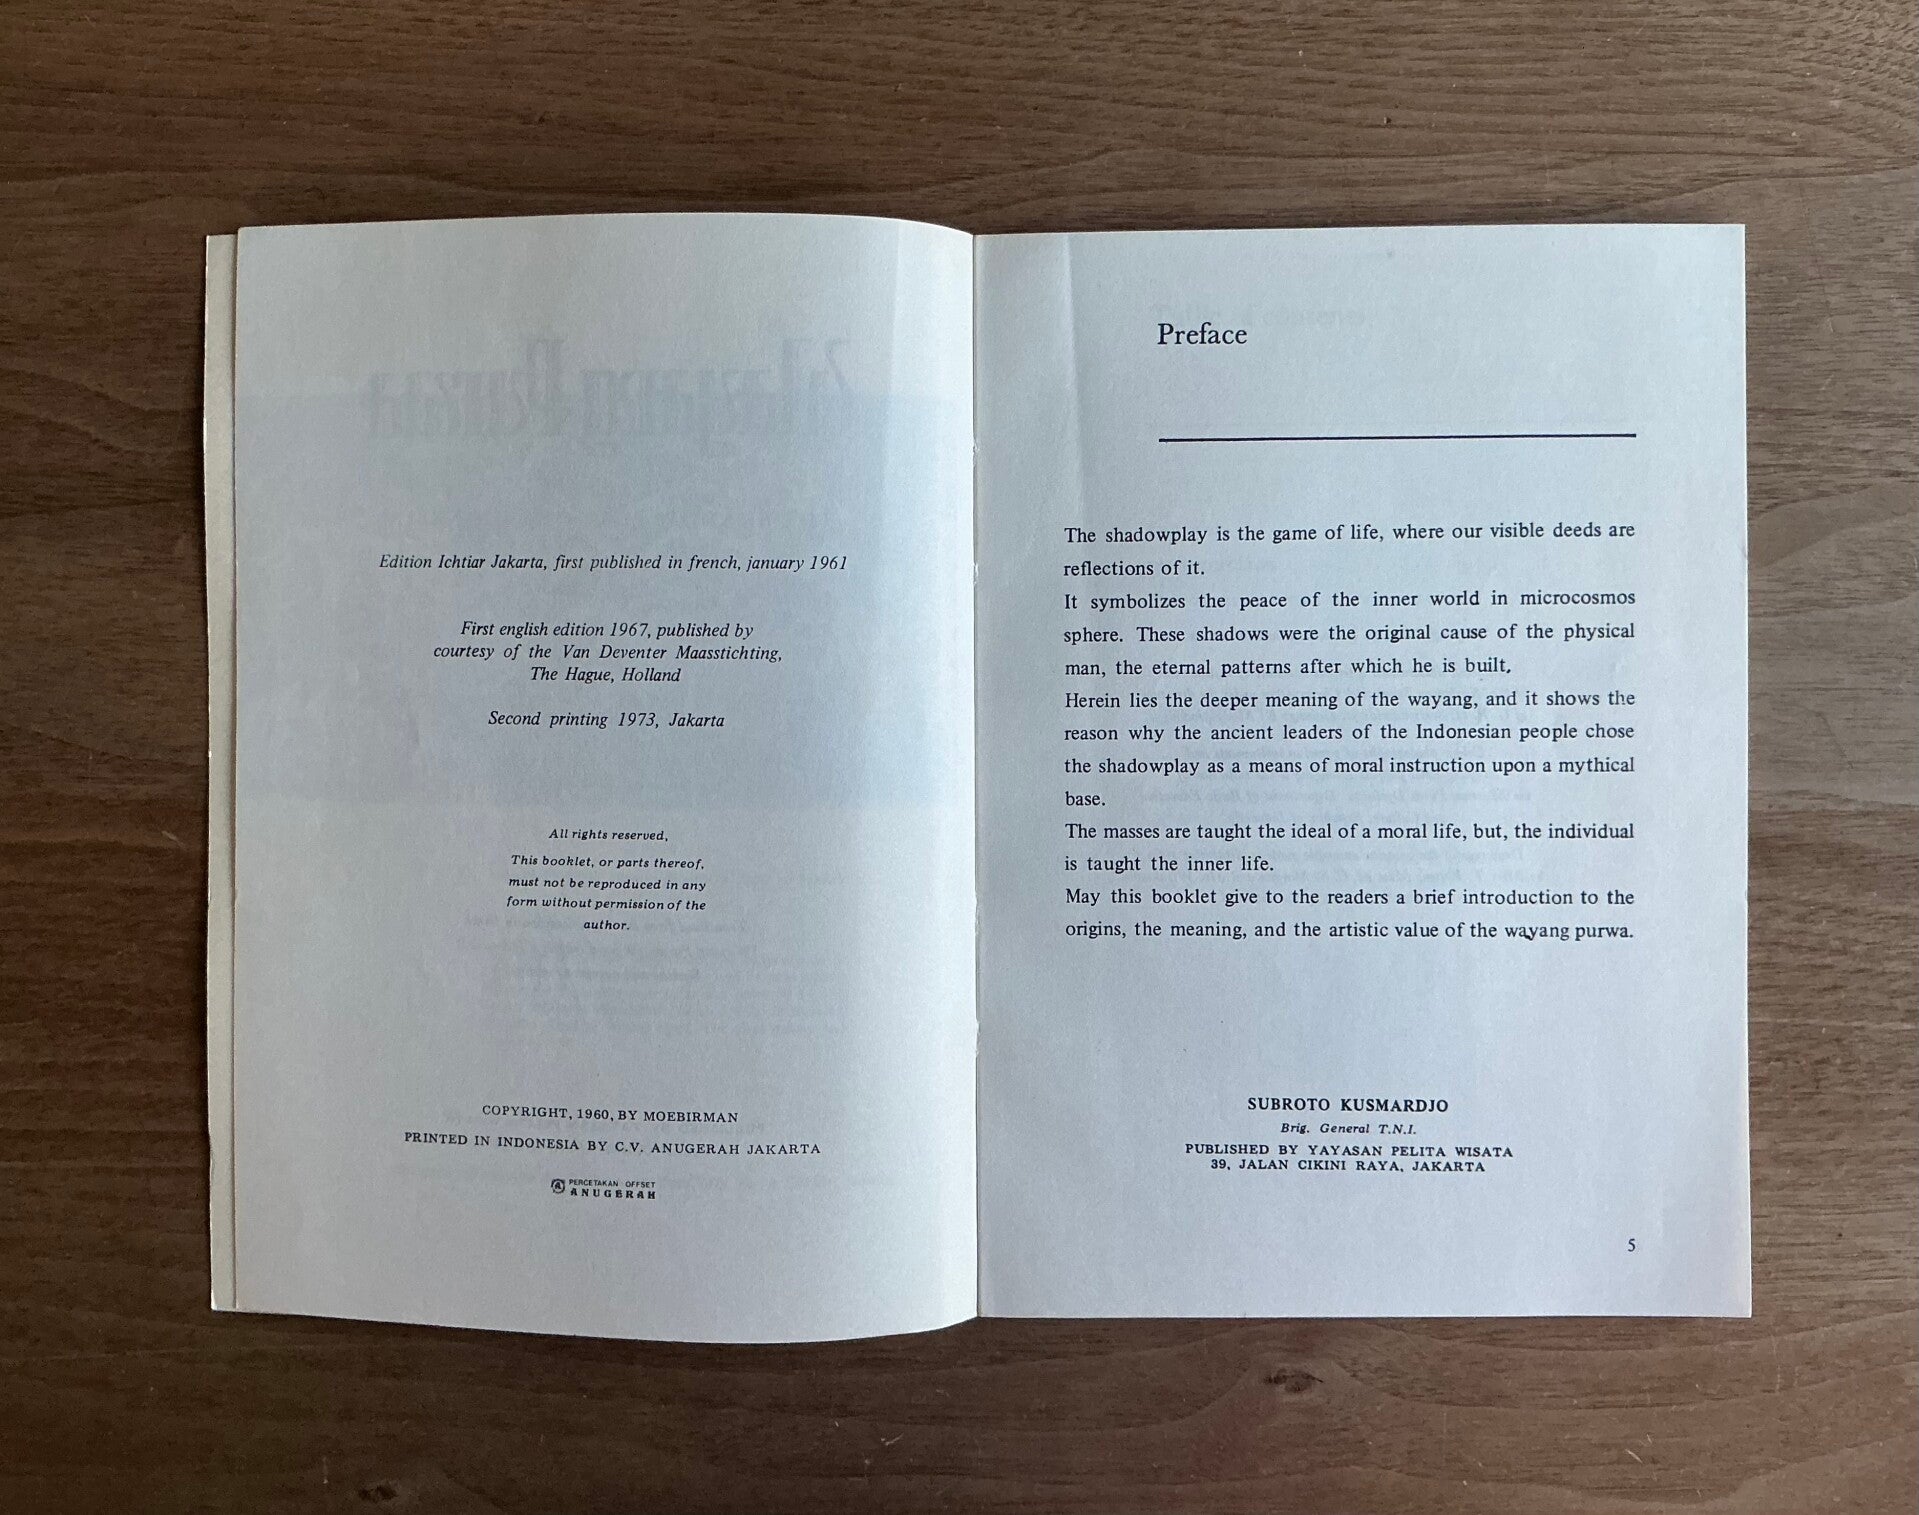 Edition Ichtiar Jakarta, first published in french, january 1961
First english edition 1967, published by
courtesy of the Van Deventer Maasstichting,
The Hague, Holland
Second printing 1973, Jakarta
All rights reserved,
This booklet, or parts thereof,
must not be reproduced in any
form without permission of the
author.
COPYRIGHT, 1960, BY MOEBIRMAN
PRINTED IN INDONESIA BY C.V. ANUGERAH JAKARTA
PERCETAKAN OFFSET
ANUGERAH
Preface
The shadowplay is the game of life, where our visible deeds are
reflections of it.
It symbolizes the peace of the inner world in microcosmos
sphere. These shadows were the original cause of the physical
man, the eternal patterns after which he is built.
Herein lies the deeper meaning of the wayang, and it shows the
reason why the ancient leaders of the Indonesian people chose
the shadowplay as a means of moral instruction upon a mythical
base.
The masses are taught the ideal of a moral life, but, the individual
is taught the inner life.
May this booklet give to the readers a brief introduction to the
origins, the meaning, and the artistic value of the wayang purwa.
SUBROTO KUSMARDJO
Brig. General T.N.I.
PUBLISHED BY YAYASAN PELITA WISATA
39, JALAN CIKINI RAYA, JAKARTA
5